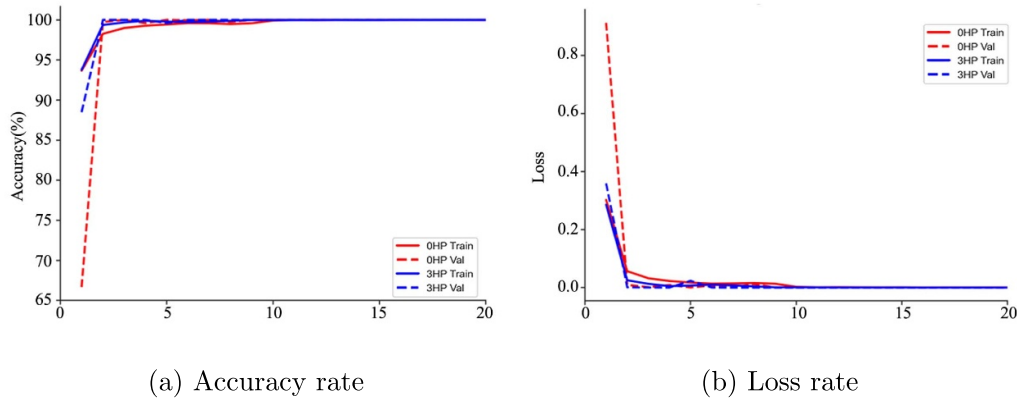 Accuracy(%)
100
95
90
85
80
75
70
65
0
5
10
15
20
0HP Train
0HP Val
3HP Train
3HP Val
(a) Accuracy rate
Loss
0.8
0.6
0.4
0.2
0.0
0
5
10
15
20
0HP Train
0HP Val
3HP Train
3HP Val
(b) Loss rate